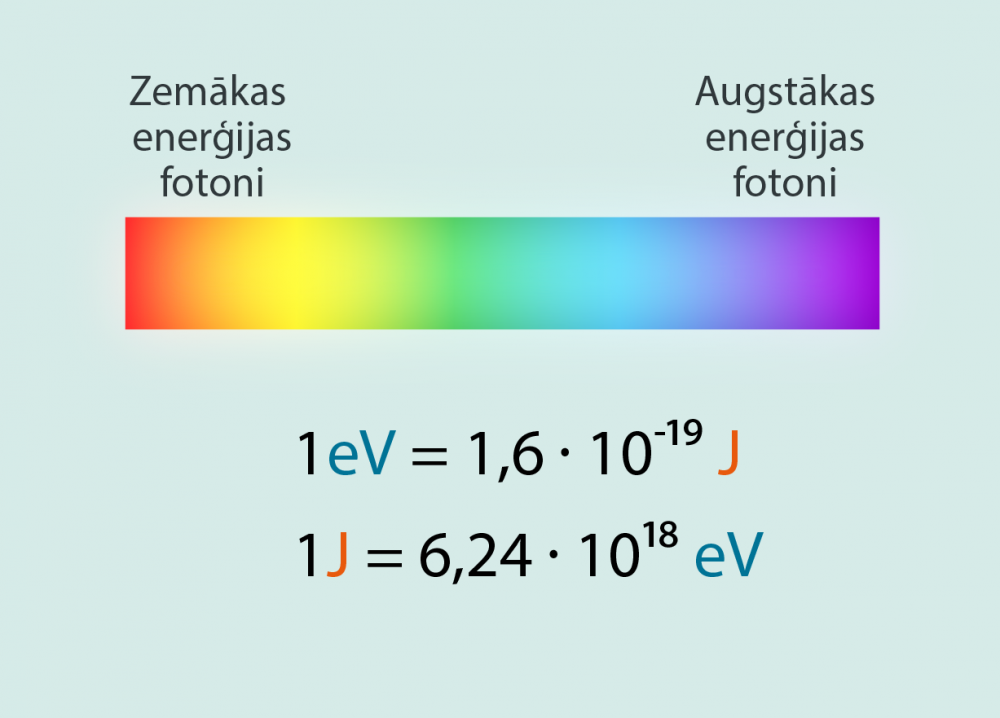 Zemākas
enerģijas
fotoni
Augstākas
enerģijas
fotoni
1eV = 1,6 · 10⁻¹⁹ J
1J = 6,24 · 10¹⁸ eV